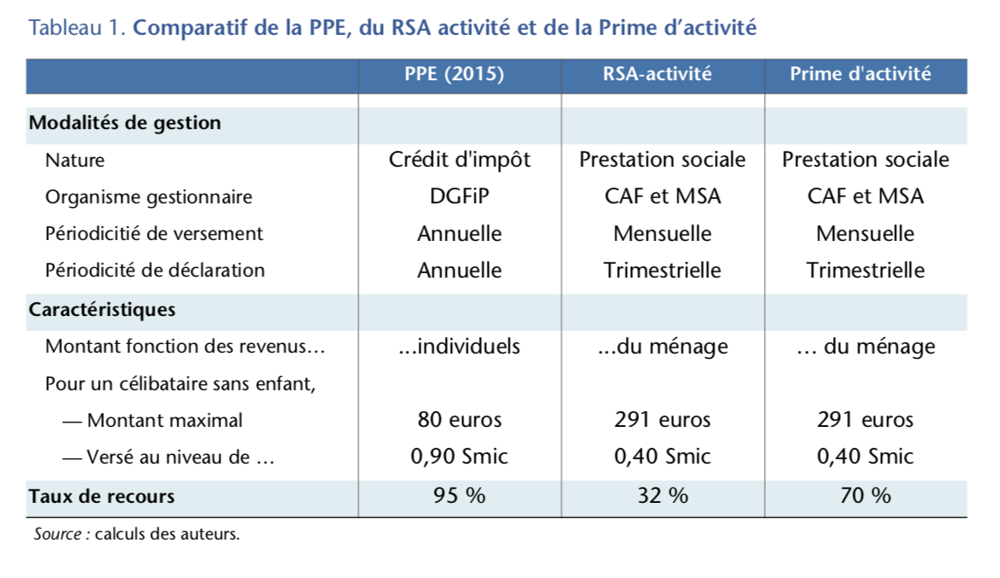 Tableau 1. Comparatif de la PPE, du RSA activité et de la Prime d’activité
PPE (2015) RSA-activité Prime d'activité
Modalités de gestion
Nature Crédit d'impôt Prestation sociale Prestation sociale
Organisme gestionnaire DGFiP CAF et MSA CAF et MSA
Périodicitié de versement Annuelle Mensuelle Mensuelle
Périodicité de déclaration Annuelle Trimestrielle Trimestrielle
Caractéristiques
Montant fonction des revenus… ...individuels ...du ménage … du ménage
Pour un célibataire sans enfant,
— Montant maximal 80 euros 291 euros 291 euros
— Versé au niveau de … 0,90 Smic 0,40 Smic 0,40 Smic
Taux de recours 95 % 32 % 70 %
Source : calculs des auteurs.